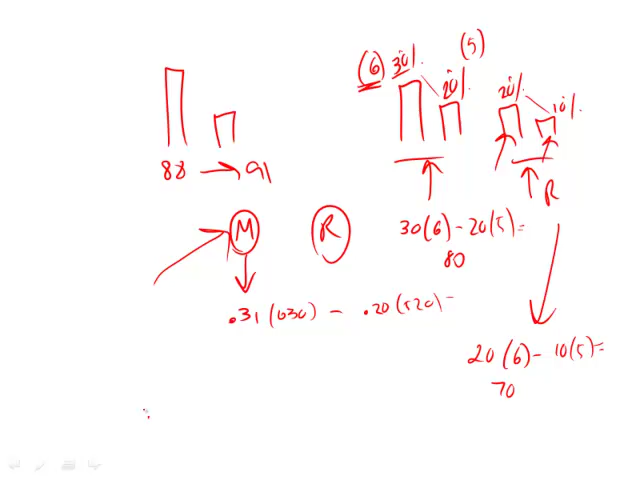 (6) 30%. (5)
20%. 20%. 10%.
88 → 91
R
M R
30(6) - 20(5) =
80
.31(630) - .20(520) =
20(6) - 10(5) =
70